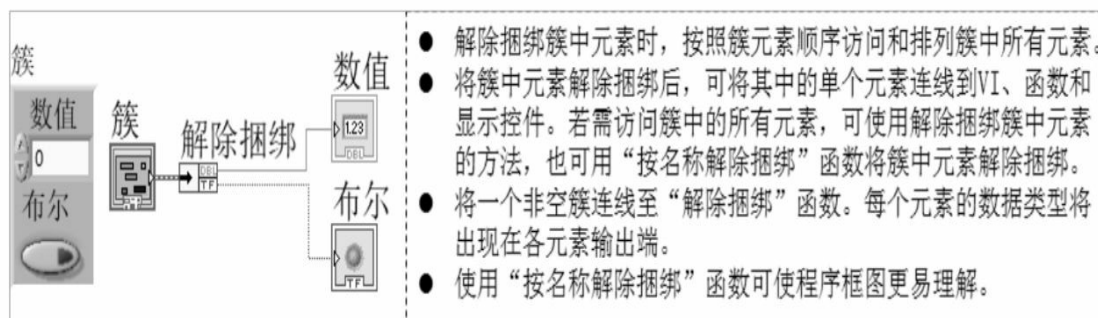 簇
数值
0
布尔
簇
解除捆绑
DBL
TF
数值
1.23
DBL
布尔
TF
● 解除捆绑簇中元素时，按照簇元素顺序访问和排列簇中所有元素。
● 将簇中元素解除捆绑后，可将其中的单个元素连线到VI、函数和
显示控件。若需访问簇中的所有元素，可使用解除捆绑簇中元素
的方法，也可用“按名称解除捆绑”函数将簇中元素解除捆绑。
● 将一个非空簇连线至“解除捆绑”函数。每个元素的数据类型将
出现在各元素输出端。
● 使用“按名称解除捆绑”函数可使程序框图更易理解。